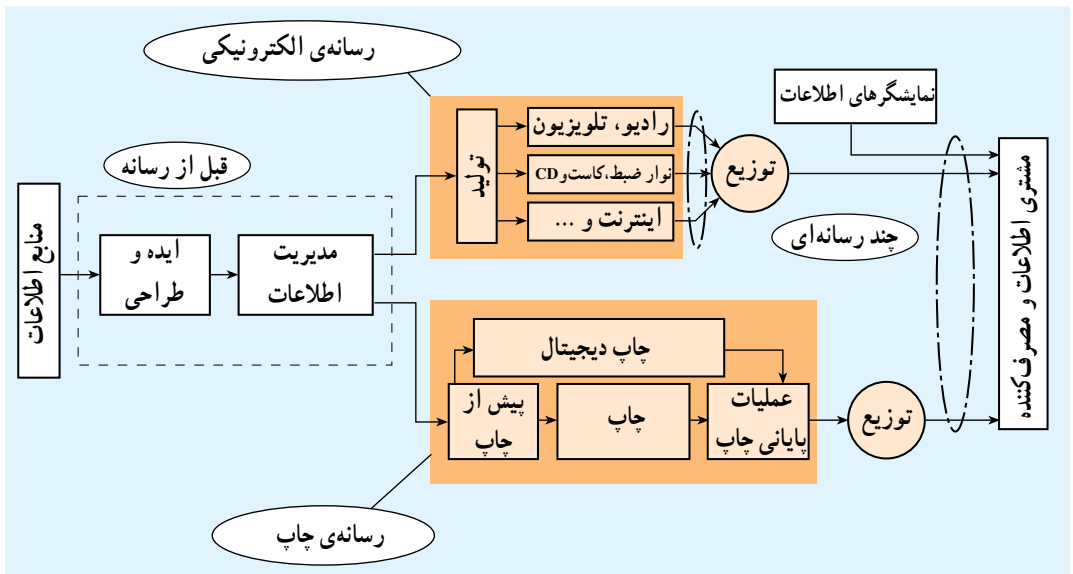 رسانه‌ی الکترونیکی
نمایشگرهای اطلاعات
قبل از رسانه
تولید
رادیو، تلویزیون
نوار ضبط،کاست و CD
اینترنت و ...
توزیع
چند رسانه‌ای
منابع اطلاعات
ایده و
طراحی
مدیریت
اطلاعات
مشتری اطلاعات و مصرف‌کننده
چاپ دیجیتال
پیش از
چاپ
چاپ
عملیات
پایانی چاپ
توزیع
رسانه‌ی چاپ